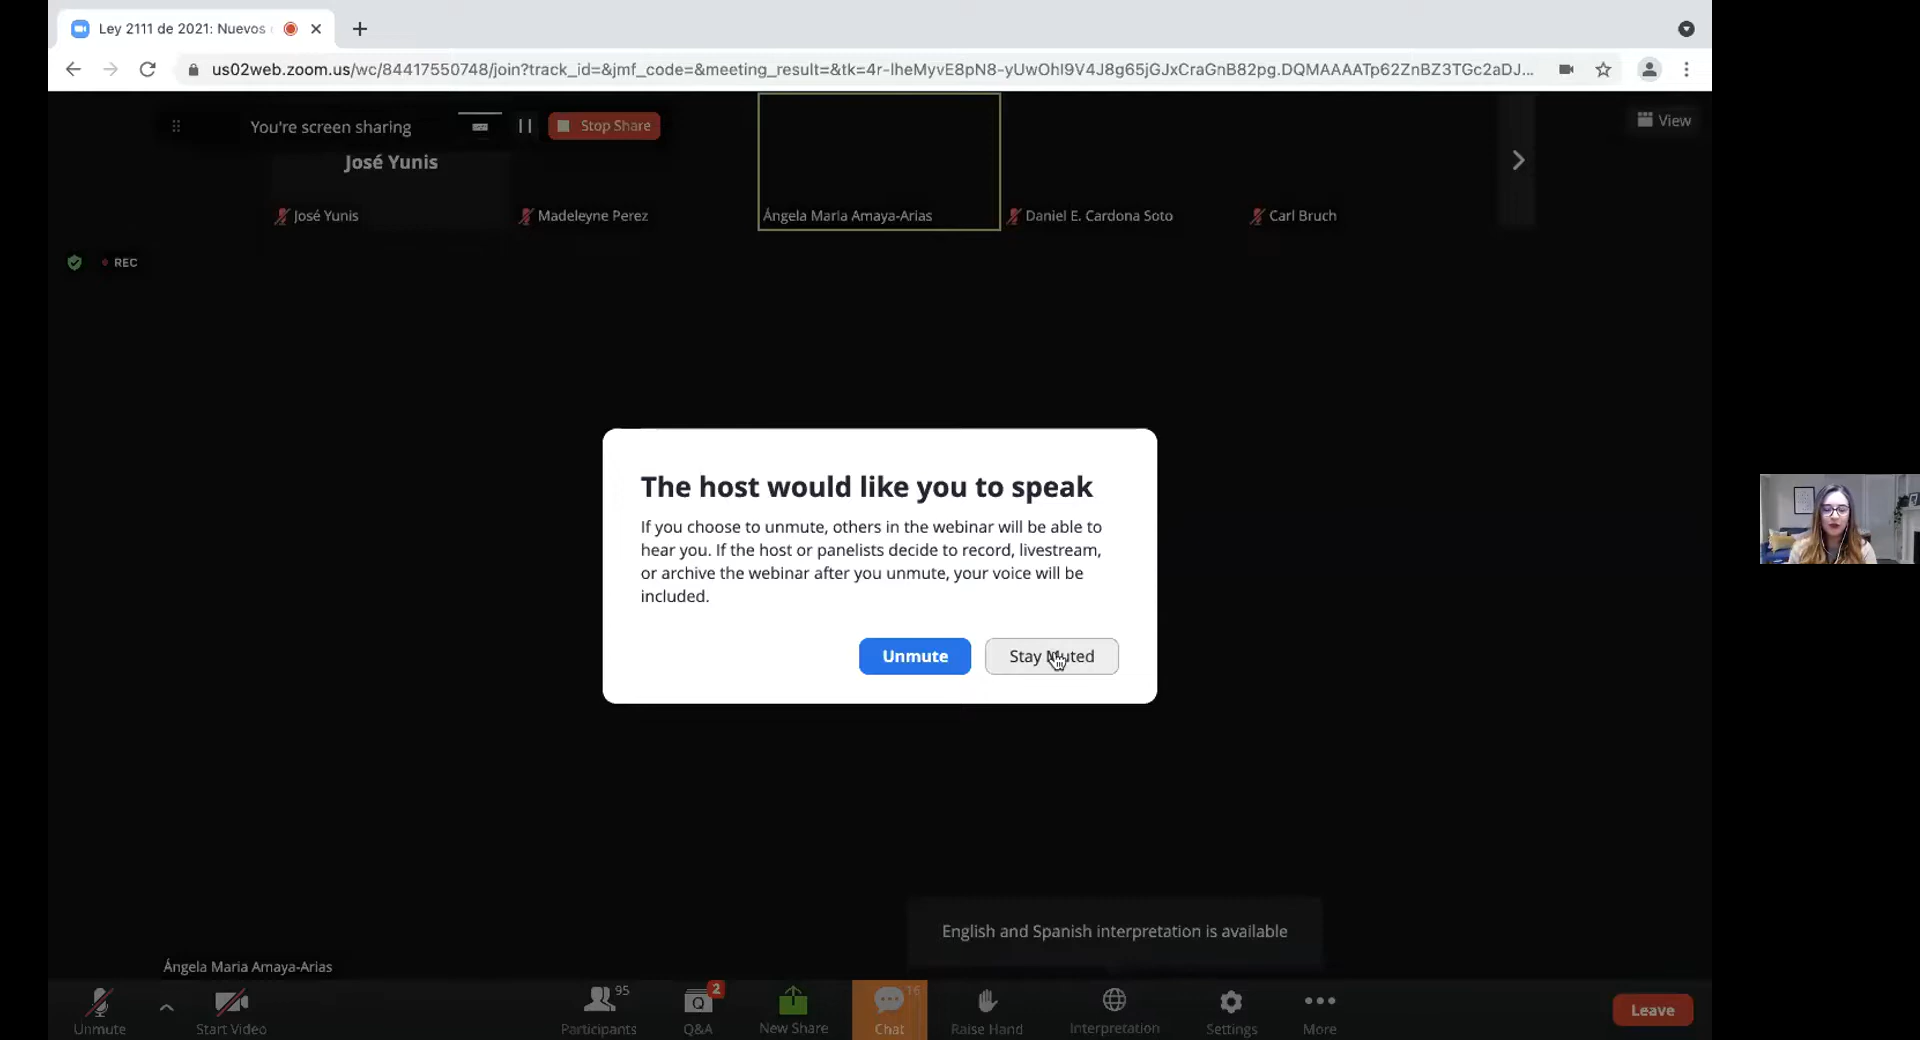 Ley 2111 de 2021: Nuevos
us02web.zoom.us/wc/84417550748/join?track_id=&jmf_code=&meeting_result=&tk=4r-lheMyvE8pN8-yUwOhI9V4J8g65jGJxCraGnB82pg.DQMAAAATp62ZnBZ3TGc2aDJ...
You're screen sharing
Stop Share
View
José Yunis
José Yunis
Madeleyne Perez
Ángela María Amaya-Arias
Daniel E. Cardona Soto
Carl Bruch
REC
The host would like you to speak
If you choose to unmute, others in the webinar will be able to
hear you. If the host or panelists decide to record, livestream,
or archive the webinar after you unmute, your voice will be
included.
Unmute
Stay Muted
English and Spanish interpretation is available
Ángela Maria Amaya-Arias
Unmute
Start Video
95
Participants
2
Q&A
New Share
16
Chat
Raise Hand
Interpretation
Settings
More
Leave